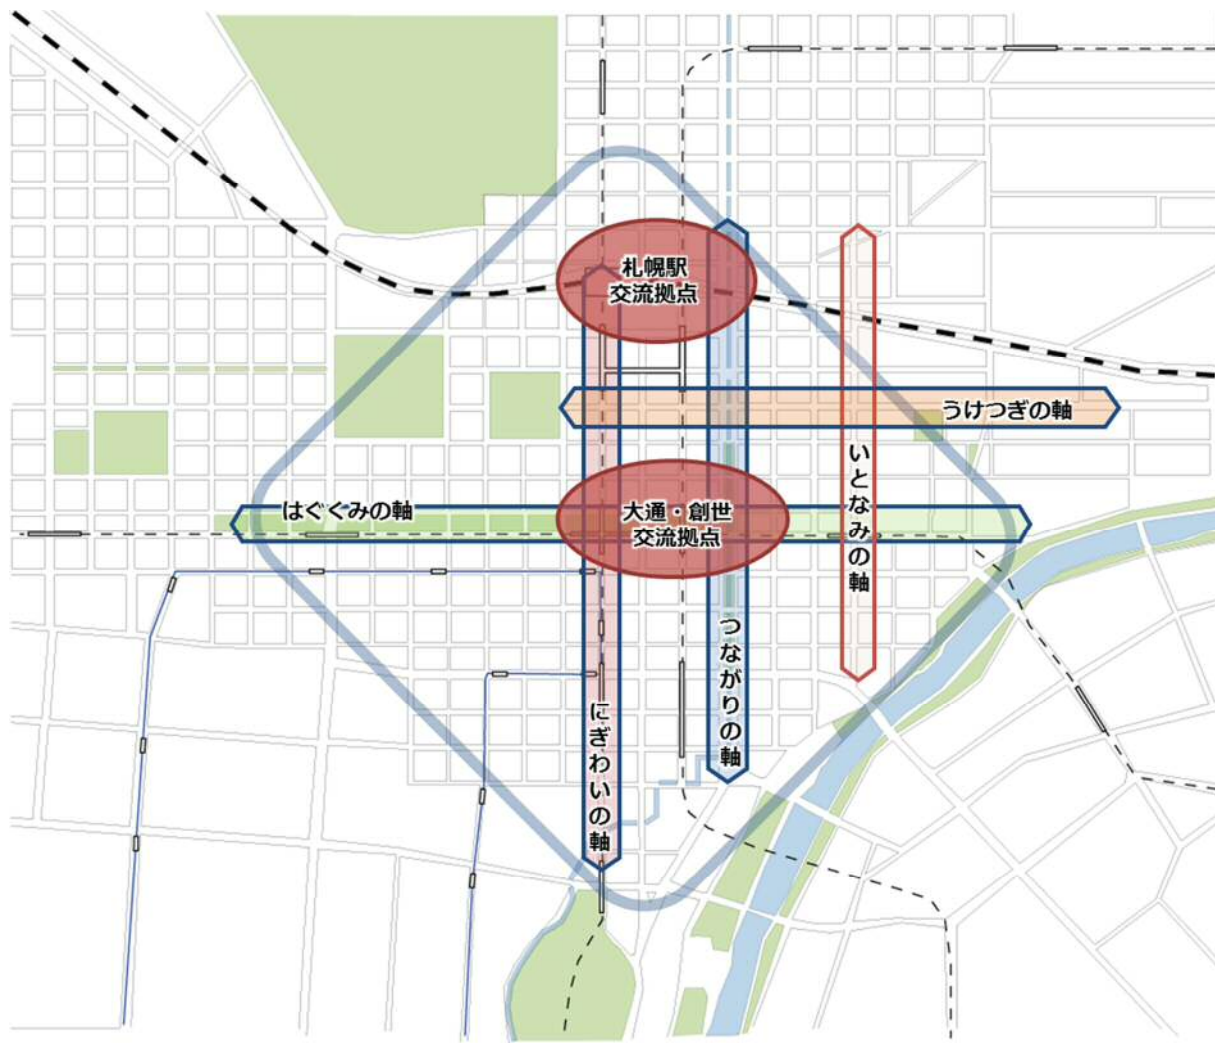 札幌駅
交流拠点
うけつぎの軸
いとなみの軸
はぐくみの軸
大通・創世
交流拠点
つながりの軸
にぎわいの軸